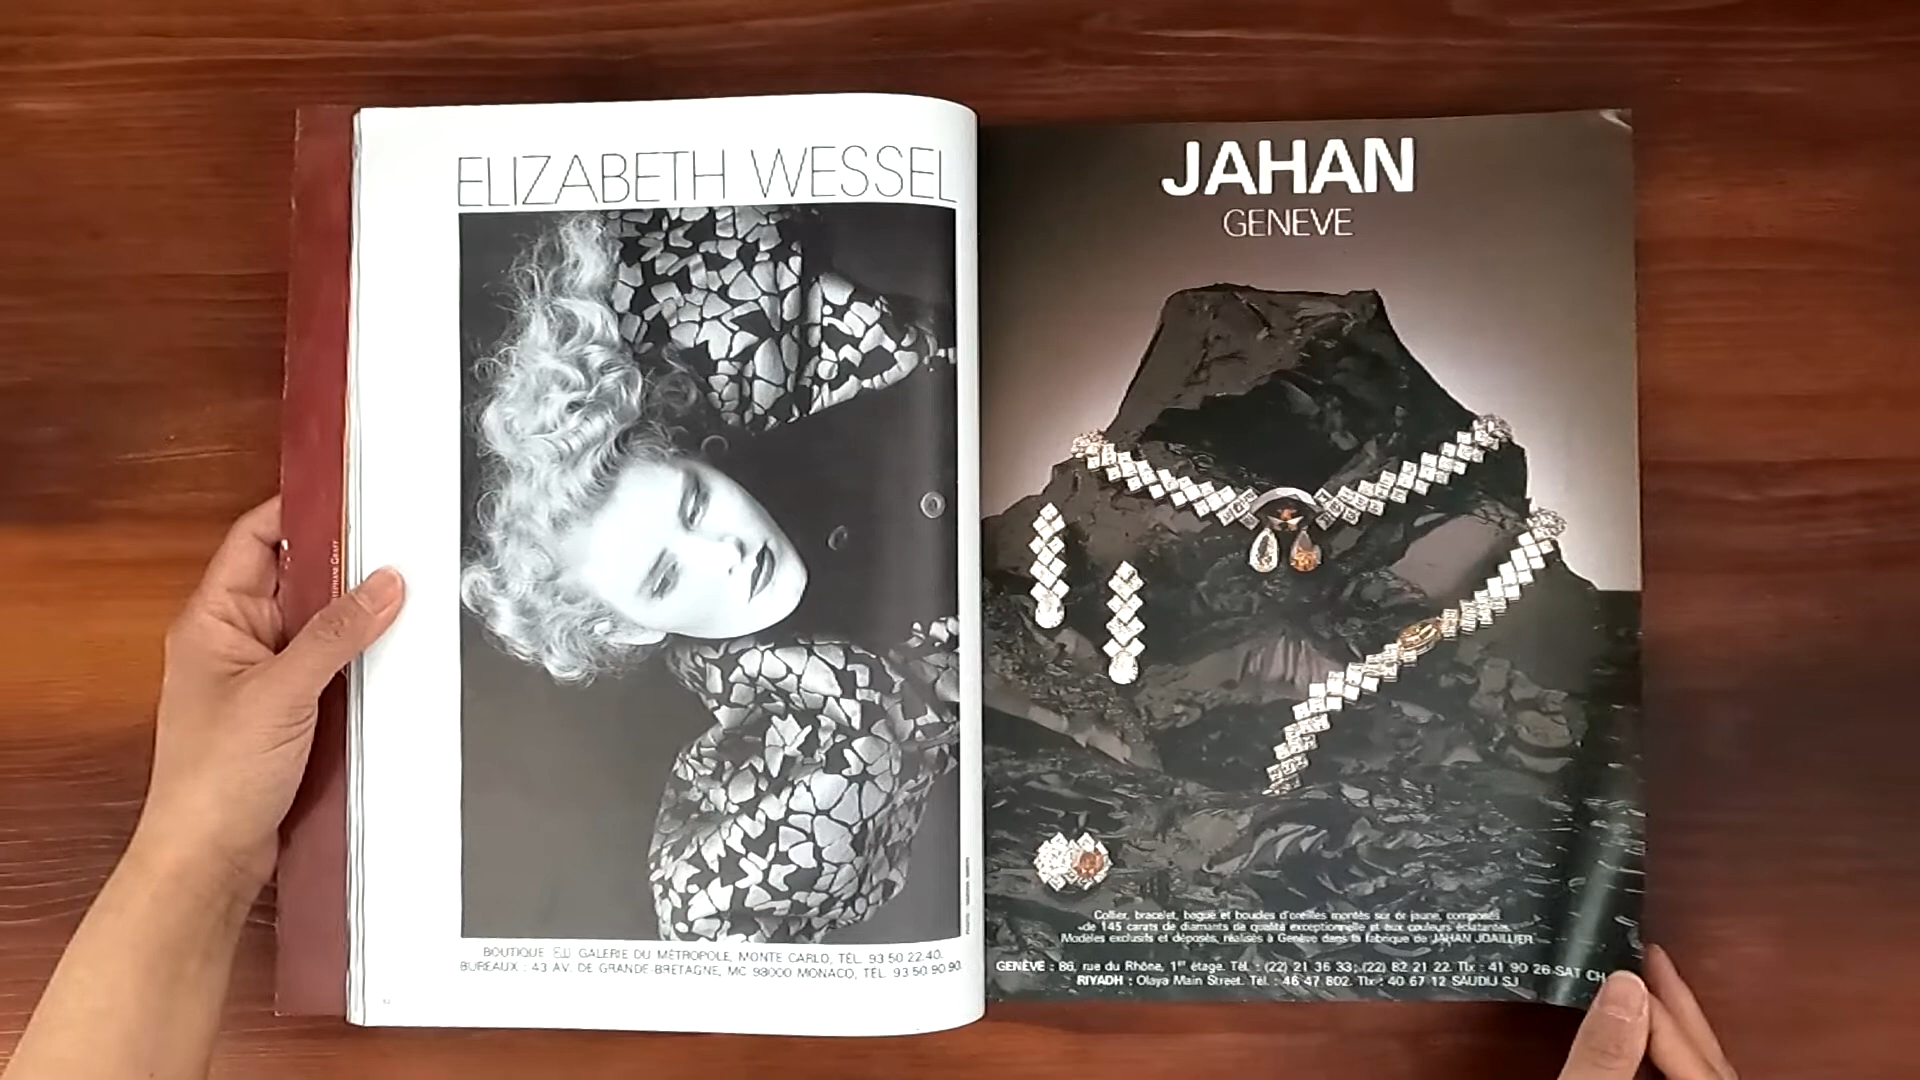 ELIZABETH WESSEL
BOUTIQUE EW GALERIE DU MÉTROPOLE, MONTE CARLO, TÉL. 93 50 22 40.
BUREAUX : 43 AV. DE GRANDE-BRETAGNE, MC 98000 MONACO, TÉL. 93 50 90 90.
JAHAN
GENEVE
Collier, bracelet, bague et boucles d'oreilles montés sur or jaune, composés
de 145 carats de diamants de qualité exceptionnelle et aux couleurs éclatantes.
Modèles exclusifs et déposés, réalisés à Genève dans la fabrique de JAHAN JOAILLIER
GENÈVE : 86, rue du Rhône, 1er étage. Tél. : (22) 21 36 33 ; (22) 82 21 22. Tlx : 41 90 26 SAT CH
RIYADH : Olaya Main Street. Tél. : 46 47 802. Tlx : 40 67 12 SAUDIJ SJ